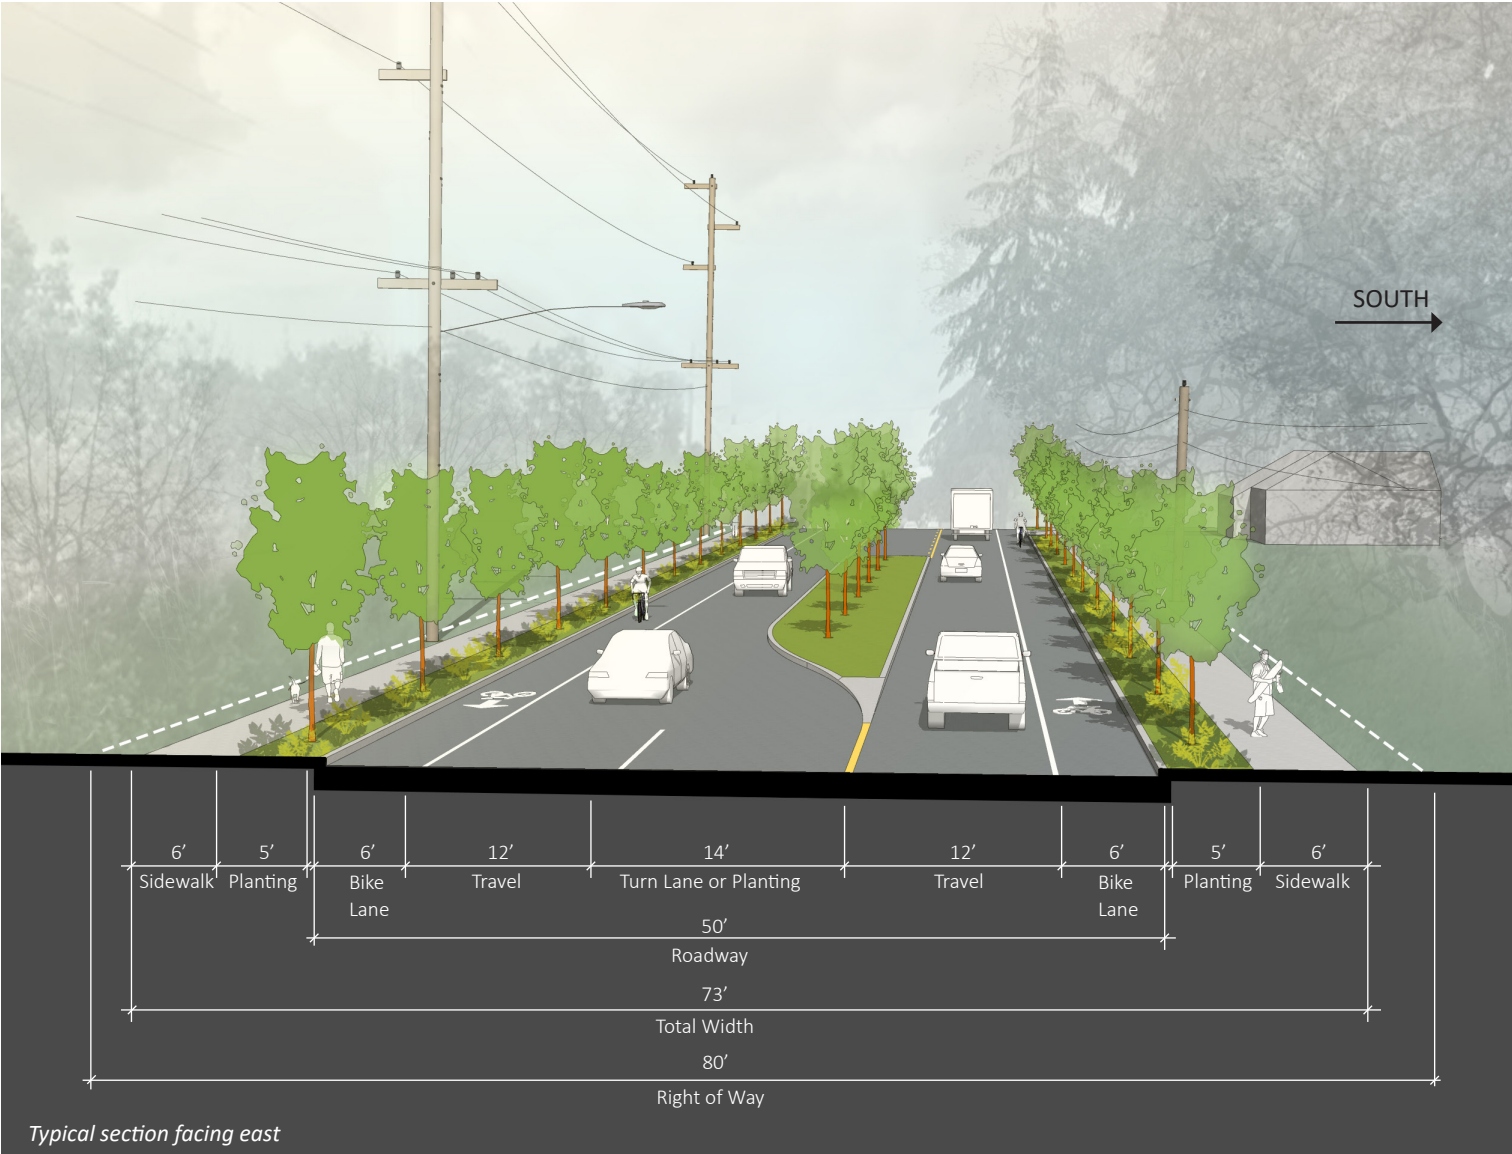 SOUTH
6’ 5’ 6’ 12’ 14’ 12’ 6’ 5’ 6’
Sidewalk Planting Bike Travel Turn Lane or Planting Travel Bike Planting Sidewalk
Lane Lane
50’
Roadway
73’
Total Width
80’
Right of Way
Typical section facing east